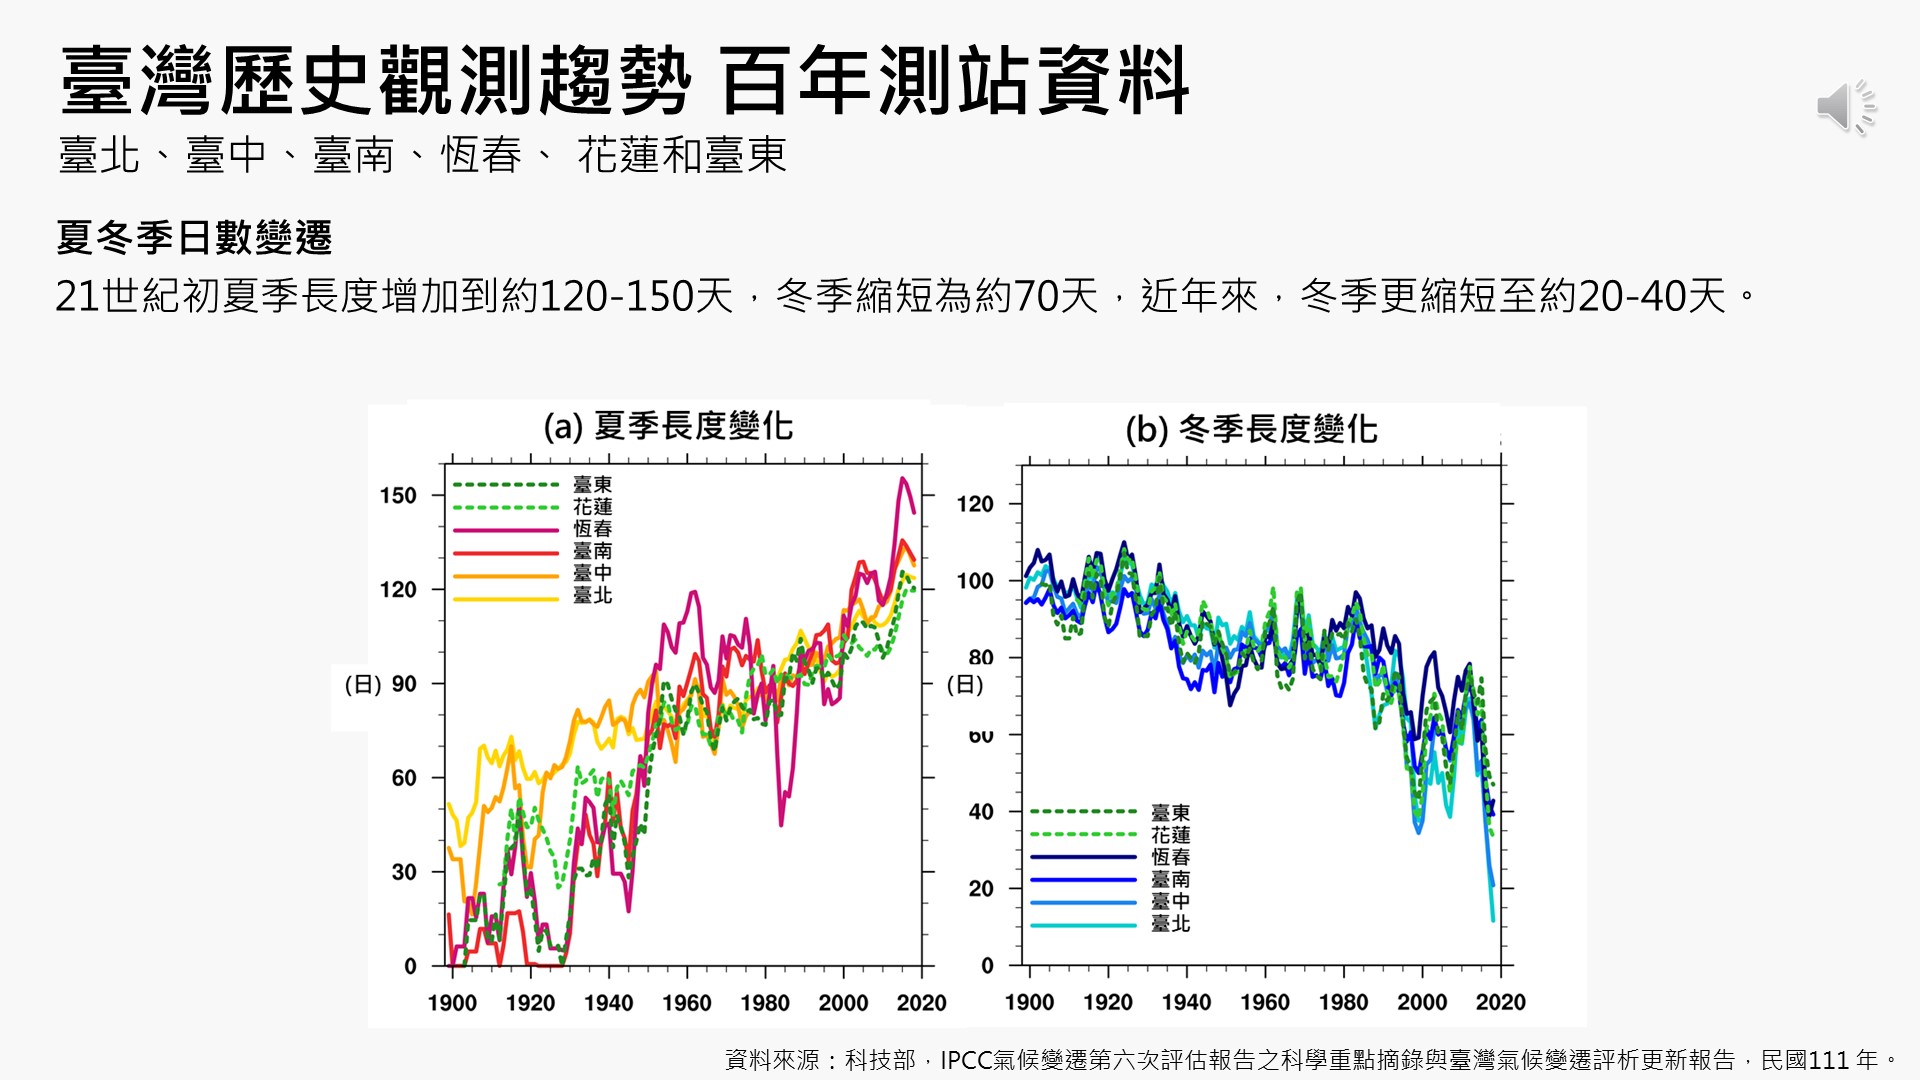 臺灣歷史觀測趨勢 百年測站資料
臺北、臺中、臺南、恆春、 花蓮和臺東
夏冬季日數變遷
21世紀初夏季長度增加到約120-150天，冬季縮短為約70天，近年來，冬季更縮短至約20-40天。
(a) 夏季長度變化
臺東
花蓮
恆春
臺南
臺中
臺北
150
120
(日) 90
60
30
0
1900 1920 1940 1960 1980 2000 2020
(b) 冬季長度變化
120
100
80
(日)
60
40
20
0
臺東
花蓮
恆春
臺南
臺中
臺北
1900 1920 1940 1960 1980 2000 2020
資料來源：科技部，IPCC氣候變遷第六次評估報告之科學重點摘錄與臺灣氣候變遷評析更新報告，民國111 年。